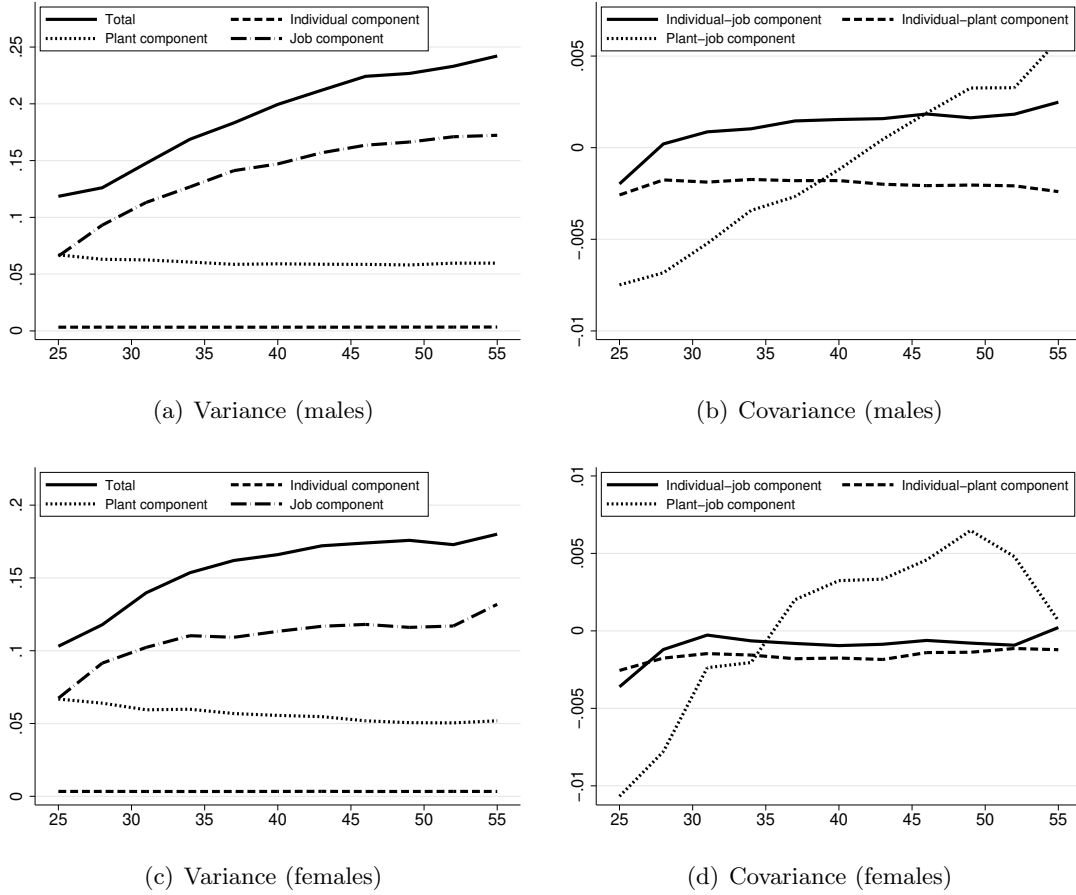 Total
Individual component
Plant component
Job component
.25
.2
.15
.1
.05
0
25 30 35 40 45 50 55
(a) Variance (males)
Individual−job component
Individual−plant component
Plant−job component
.005
0
−.005
−.01
25 30 35 40 45 50 55
(b) Covariance (males)
Total
Individual component
Plant component
Job component
.2
.15
.1
.05
0
25 30 35 40 45 50 55
(c) Variance (females)
Individual−job component
Individual−plant component
Plant−job component
.01
.005
0
−.005
−.01
25 30 35 40 45 50 55
(d) Covariance (females)